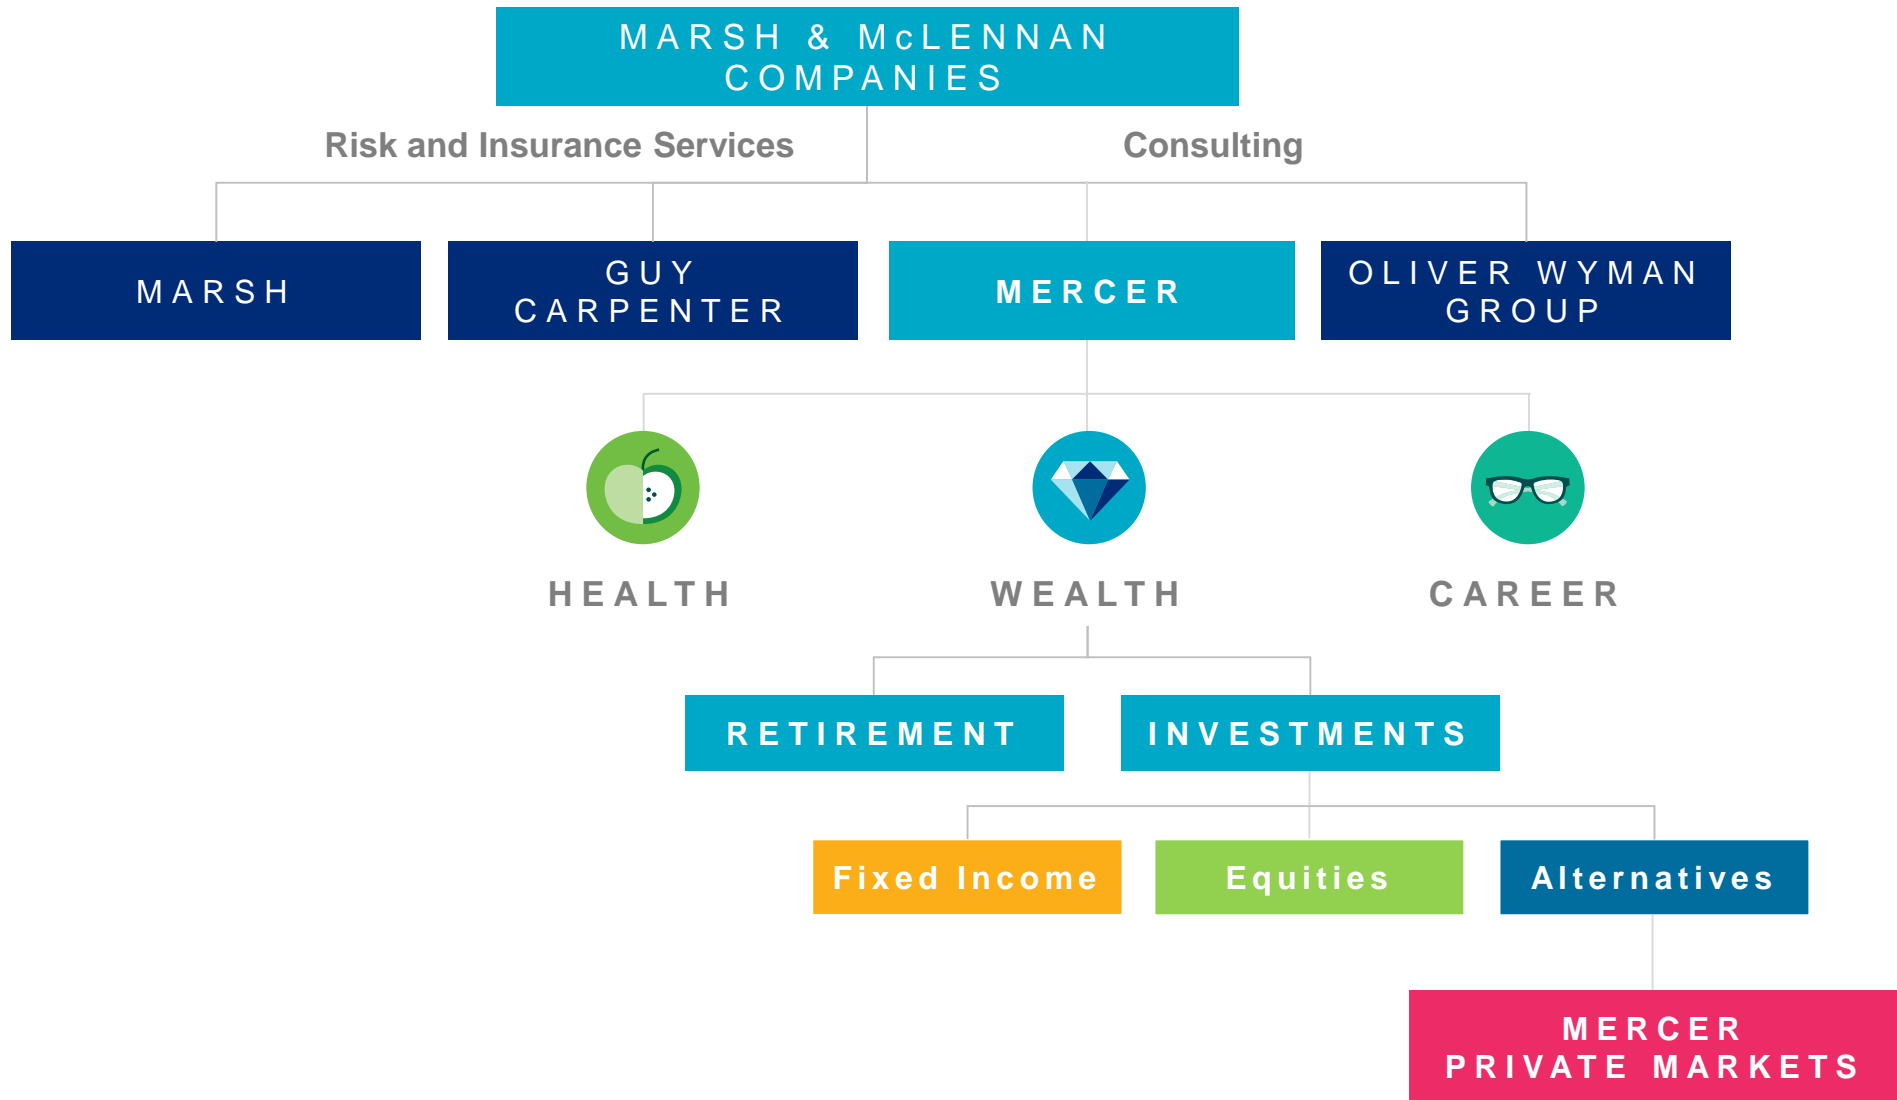 MARSH & McLENNAN
COMPANIES
Risk and Insurance Services
Consulting
MARSH
GUY
CARPENTER
MERCER
OLIVER WYMAN
GROUP
HEALTH
WEALTH
CAREER
RETIREMENT
INVESTMENTS
Fixed Income
Equities
Alternatives
MERCER
PRIVATE MARKETS